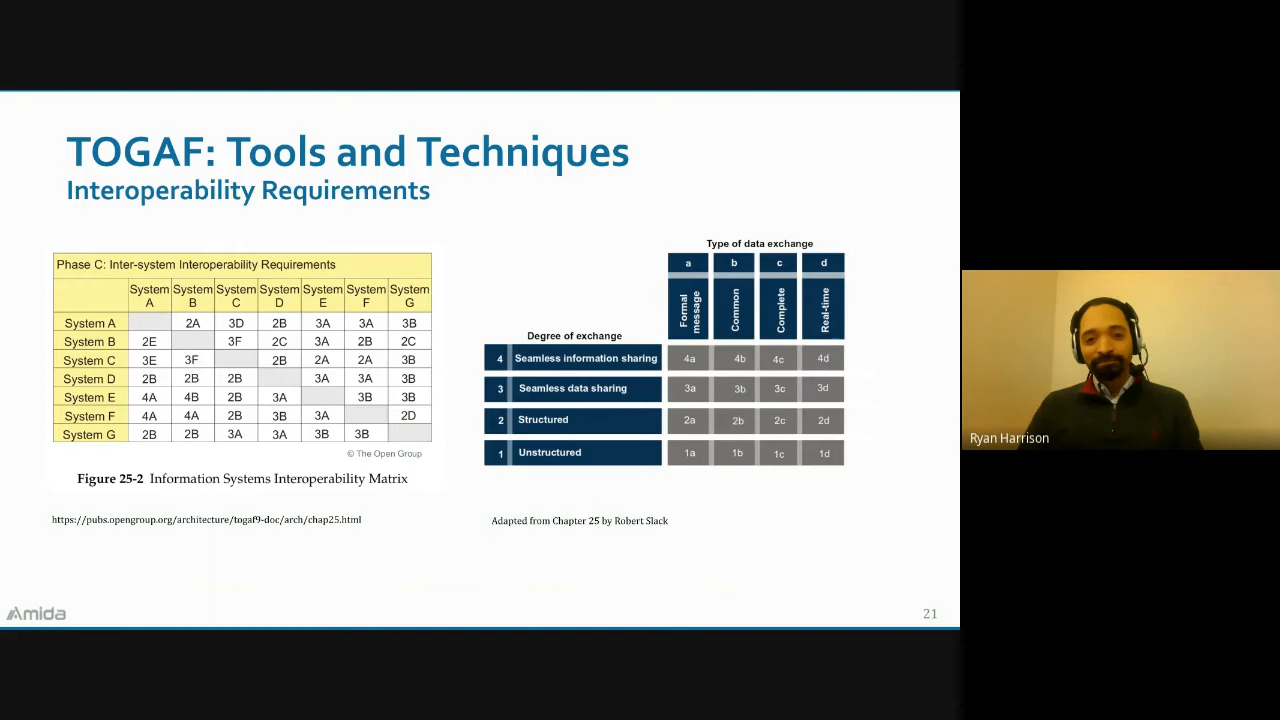 TOGAF: Tools and Techniques
Interoperability Requirements
Phase C: Inter-system Interoperability Requirements
System A System B System C System D System E System F System G
System A 2A 3D 2B 3A 3A 3B
System B 2E 3F 2C 3A 2B 2C
System C 3E 3F 2B 2A 2A 3B
System D 2B 2B 2B 3A 3A 3B
System E 4A 4B 2B 3A 3B 3B
System F 4A 4A 2B 3B 3A 2D
System G 2B 2B 3A 3A 3B 3B
© The Open Group
Figure 25-2 Information Systems Interoperability Matrix
https://pubs.opengroup.org/architecture/togaf9-doc/arch/chap25.html
Type of data exchange
a b c d
Formal message Common Complete Real-time
Degree of exchange
4 Seamless information sharing 4a 4b 4c 4d
3 Seamless data sharing 3a 3b 3c 3d
2 Structured 2a 2b 2c 2d
1 Unstructured 1a 1b 1c 1d
Adapted from Chapter 25 by Robert Slack
Amida
21
Ryan Harrison